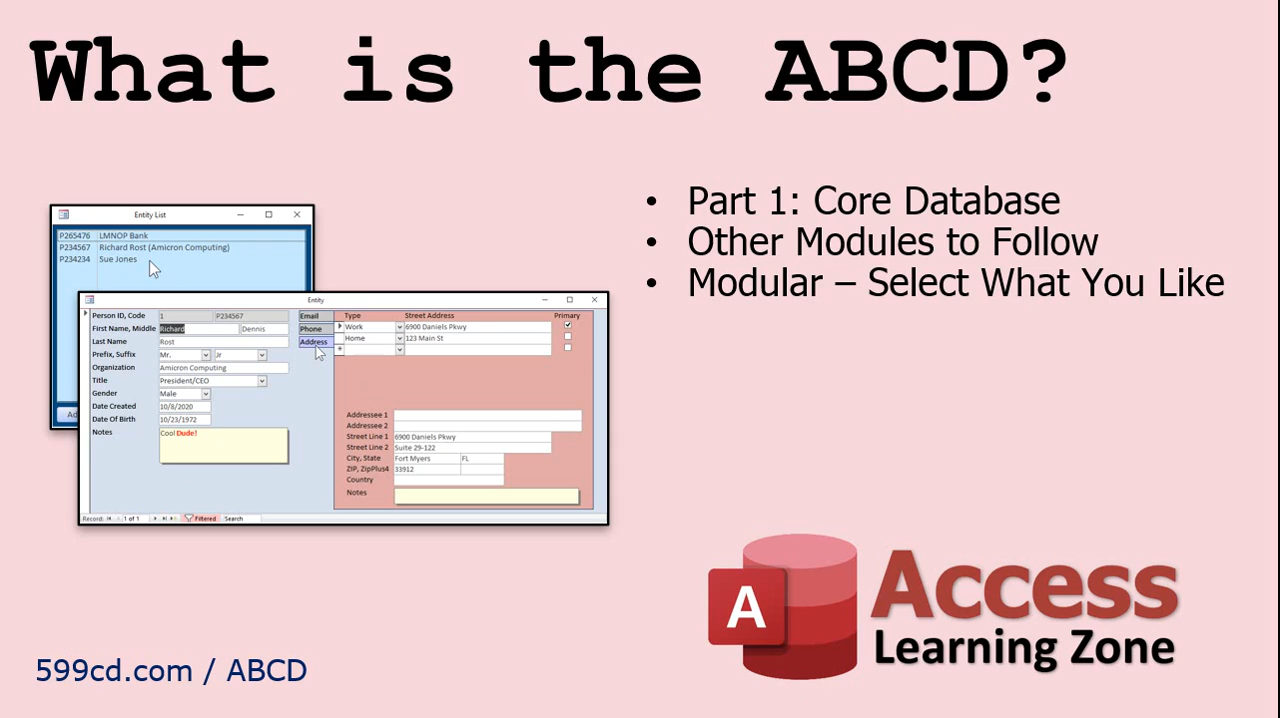 What is the ABCD?
• Part 1: Core Database
• Other Modules to Follow
• Modular – Select What You Like
Entity List
P265476 LMNOP Bank
P234567 Richard Rost (Amicron Computing)
P234234 Sue Jones
Ad
Entity
Person ID, Code 1 P234567
First Name, Middle Richard Dennis
Last Name Rost
Prefix, Suffix Mr. Jr
Organization Amicron Computing
Title President/CEO
Gender Male
Date Created 10/8/2020
Date Of Birth 10/23/1972
Notes Cool Dude!
Email
Phone
Address
Type Street Address Primary
Work 6900 Daniels Pkwy
Home 123 Main St
Addressee 1
Addressee 2
Street Line 1 6900 Daniels Pkwy
Street Line 2 Suite 29-122
City, State Fort Myers FL
ZIP, ZipPlus4 33912
Country
Notes
Record: 1 of 1 Filtered Search
A
Access
Learning Zone
599cd.com / ABCD